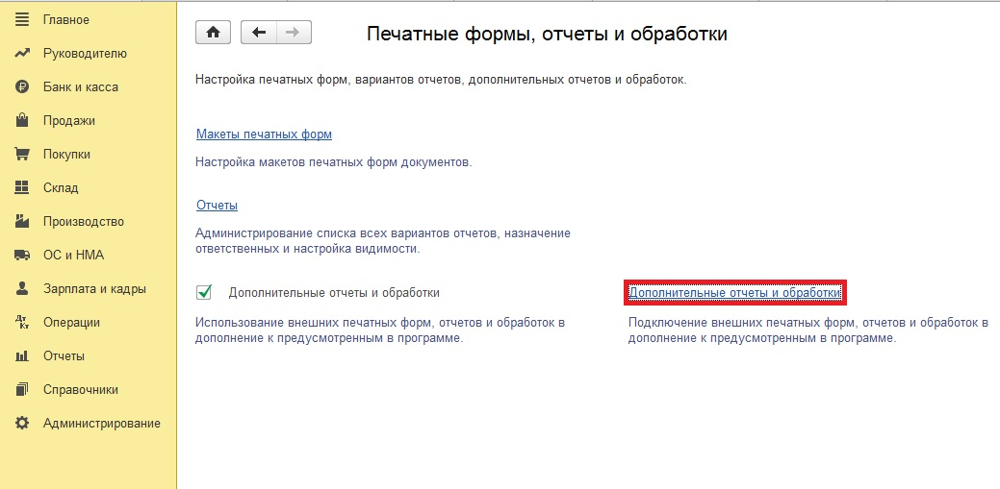 Главное
Руководителю
Банк и касса
Продажи
Покупки
Склад
Производство
ОС и НМА
Зарплата и кадры
Дт
Кт
Операции
Отчеты
Справочники
Администрирование
Печатные формы, отчеты и обработки
Настройка печатных форм, вариантов отчетов, дополнительных отчетов и обработок.
Макеты печатных форм
Настройка макетов печатных форм документов.
Отчеты
Администрирование списка всех вариантов отчетов, назначение
ответственных и настройка видимости.
Дополнительные отчеты и обработки
Использование внешних печатных форм, отчетов и обработок в
дополнение к предусмотренным в программе.
Дополнительные отчеты и обработки
Подключение внешних печатных форм, отчетов и обработок в
дополнение к предусмотренным в программе.